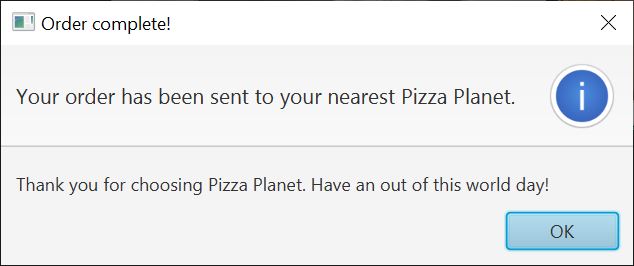 Order complete!
Your order has been sent to your nearest Pizza Planet.
i
Thank you for choosing Pizza Planet. Have an out of this world day!
OK